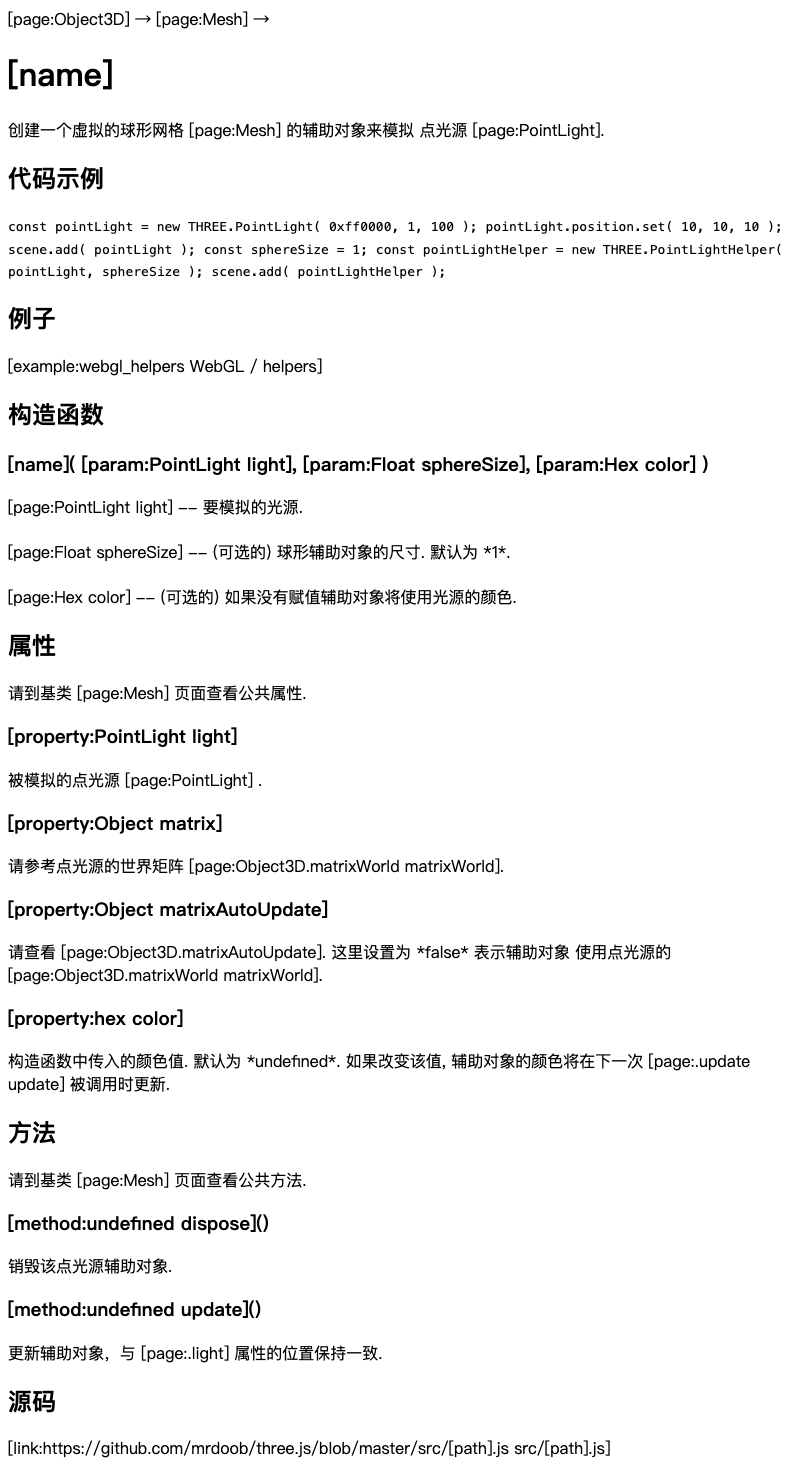 [page:Object3D] → [page:Mesh] →
[name]
创建一个虚拟的球形网格 [page:Mesh] 的辅助对象来模拟 点光源 [page:PointLight].
代码示例
const pointLight = new THREE.PointLight( 0xff0000, 1, 100 ); pointLight.position.set( 10, 10, 10 );
scene.add( pointLight ); const sphereSize = 1; const pointLightHelper = new THREE.PointLightHelper(
pointLight, sphereSize ); scene.add( pointLightHelper );
例子
[example:webgl_helpers WebGL / helpers]
构造函数
[name]( [param:PointLight light], [param:Float sphereSize], [param:Hex color] )
[page:PointLight light] -- 要模拟的光源.
[page:Float sphereSize] -- (可选的) 球形辅助对象的尺寸. 默认为 *1*.
[page:Hex color] -- (可选的) 如果没有赋值辅助对象将使用光源的颜色.
属性
请到基类 [page:Mesh] 页面查看公共属性.
[property:PointLight light]
被模拟的点光源 [page:PointLight] .
[property:Object matrix]
请参考点光源的世界矩阵 [page:Object3D.matrixWorld matrixWorld].
[property:Object matrixAutoUpdate]
请查看 [page:Object3D.matrixAutoUpdate]. 这里设置为 *false* 表示辅助对象 使用点光源的
[page:Object3D.matrixWorld matrixWorld].
[property:hex color]
构造函数中传入的颜色值. 默认为 *undefined*. 如果改变该值, 辅助对象的颜色将在下一次 [page:.update
update] 被调用时更新.
方法
请到基类 [page:Mesh] 页面查看公共方法.
[method:undefined dispose]()
销毁该点光源辅助对象.
[method:undefined update]()
更新辅助对象，与 [page:.light] 属性的位置保持一致.
源码
[link:https://github.com/mrdoob/three.js/blob/master/src/[path].js src/[path].js]